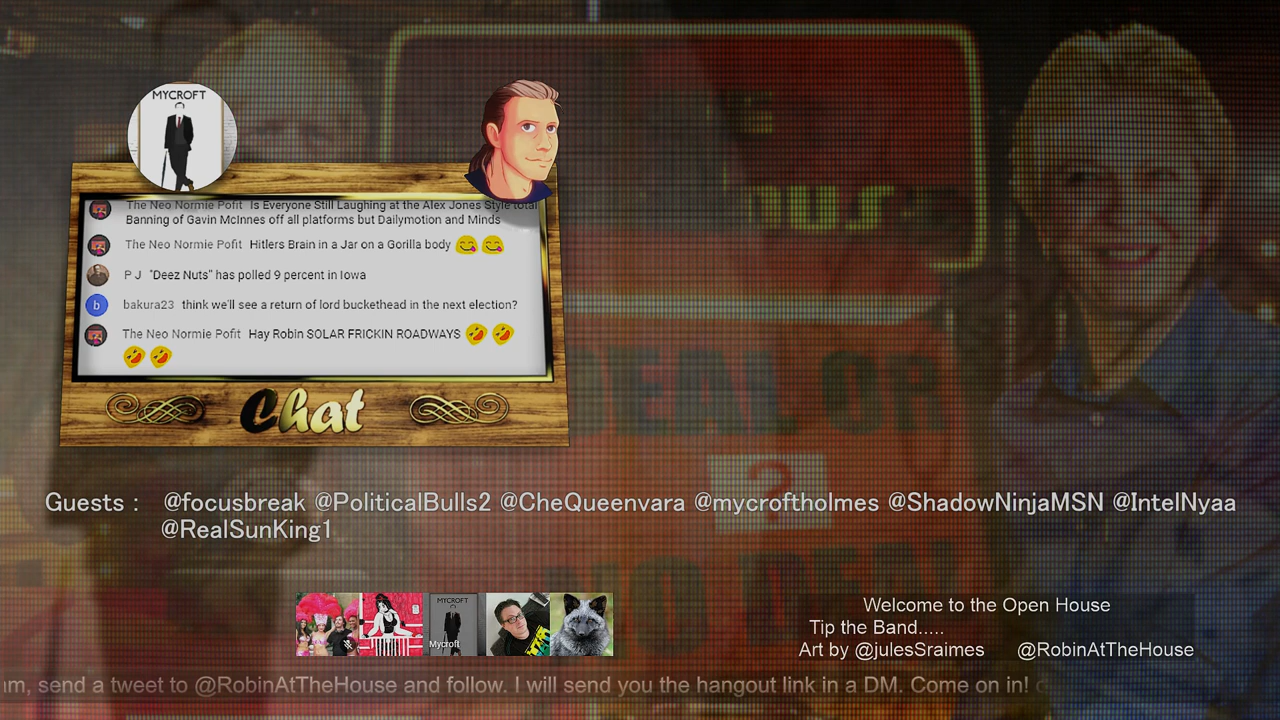 MYCROFT
The Neo Normie Pofit Is Everyone Still Laughing at the Alex Jones Style total
Banning of Gavin McInnes off all platforms but Dailymotion and Minds
The Neo Normie Pofit Hitlers Brain in a Jar on a Gorilla body
P J "Deez Nuts" has polled 9 percent in Iowa
b bakura23 think we'll see a return of lord buckethead in the next election?
The Neo Normie Pofit Hay Robin SOLAR FRICKIN ROADWAYS
Chat
DEAL OR
?
NO DEAL
Guests : @focusbreak @PoliticalBulls2 @CheQueenvara @mycroftholmes @ShadowNinjaMSN @IntelNyaa
@RealSunKing1
MYCROFT
Mycroft
Welcome to the Open House
Tip the Band.....
Art by @julesSraimes @RobinAtTheHouse
am, send a tweet to @RobinAtTheHouse and follow. I will send you the hangout link in a DM. Come on in!